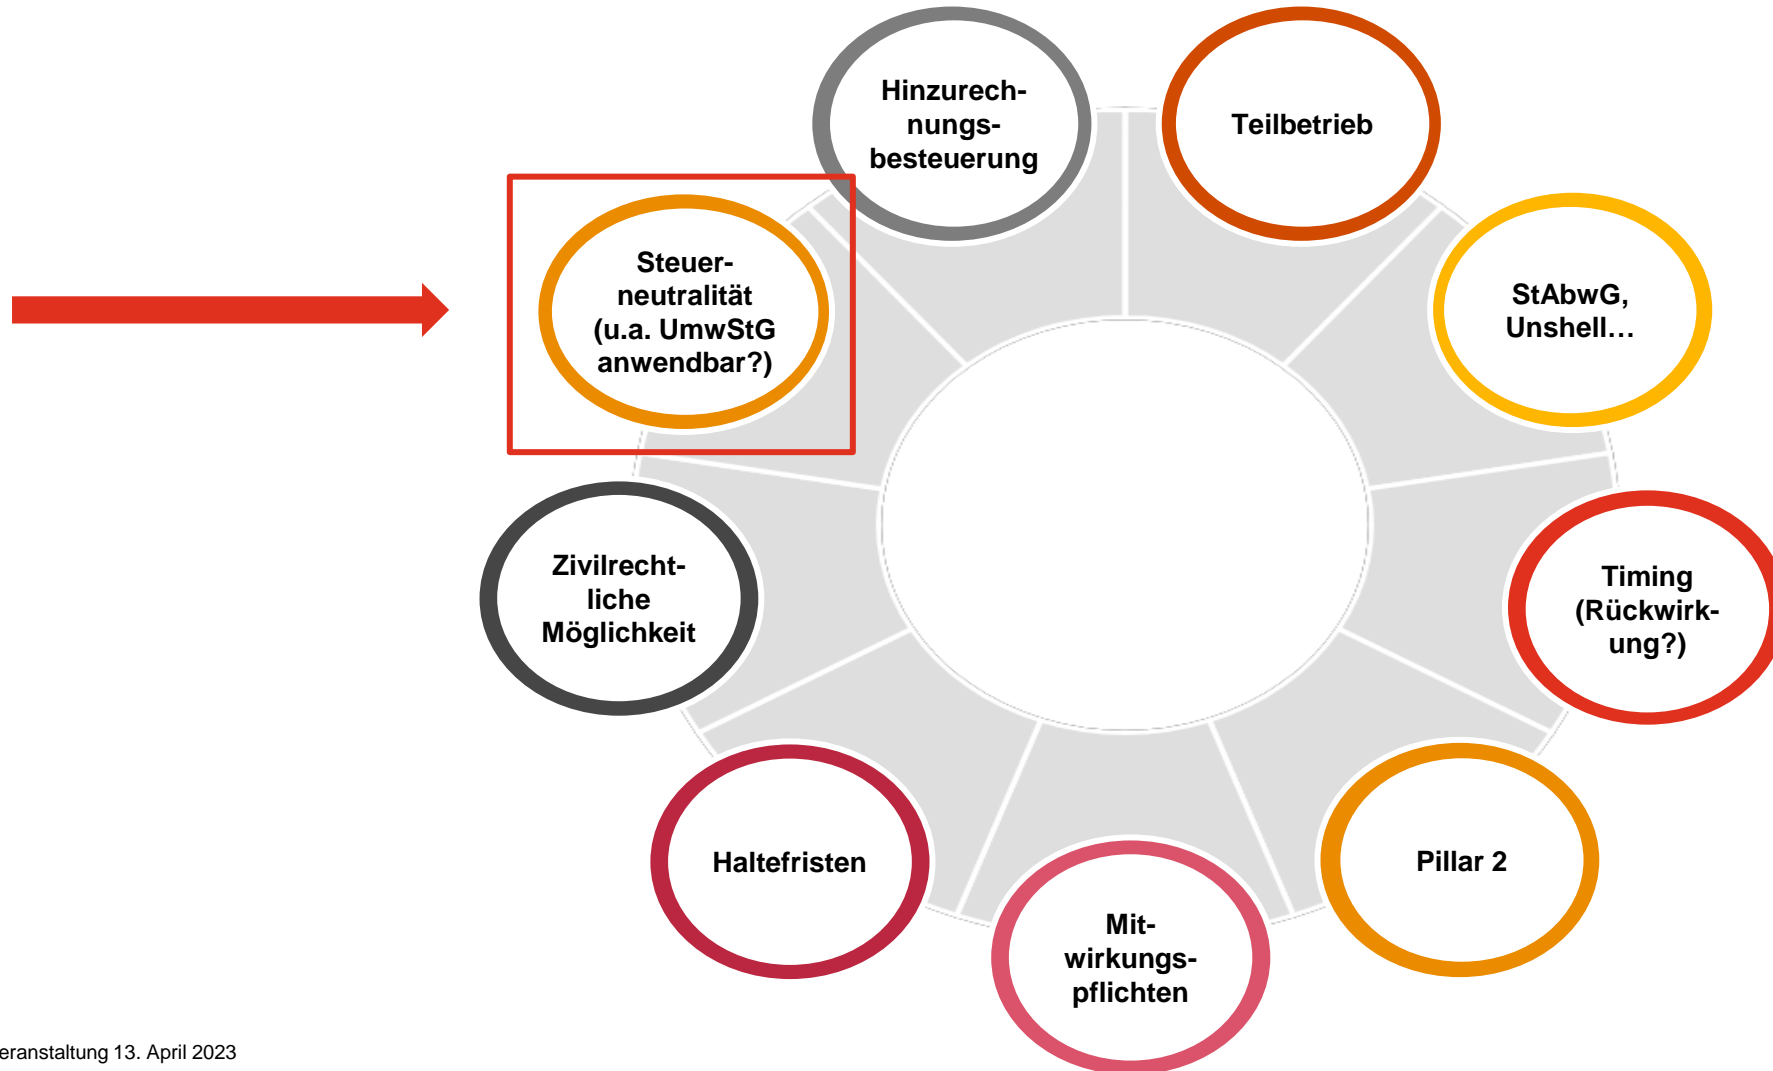 Hinzurech-
nungs-
besteuerung
Teilbetrieb
Steuer-
neutralität
(u.a. UmwStG
anwendbar?)
StAbwG,
Unshell…
Zivilrecht-
liche
Möglichkeit
Timing
(Rückwirk-
ung?)
Haltefristen
Pillar 2
Mit-
wirkungs-
pflichten
eranstaltung 13. April 2023